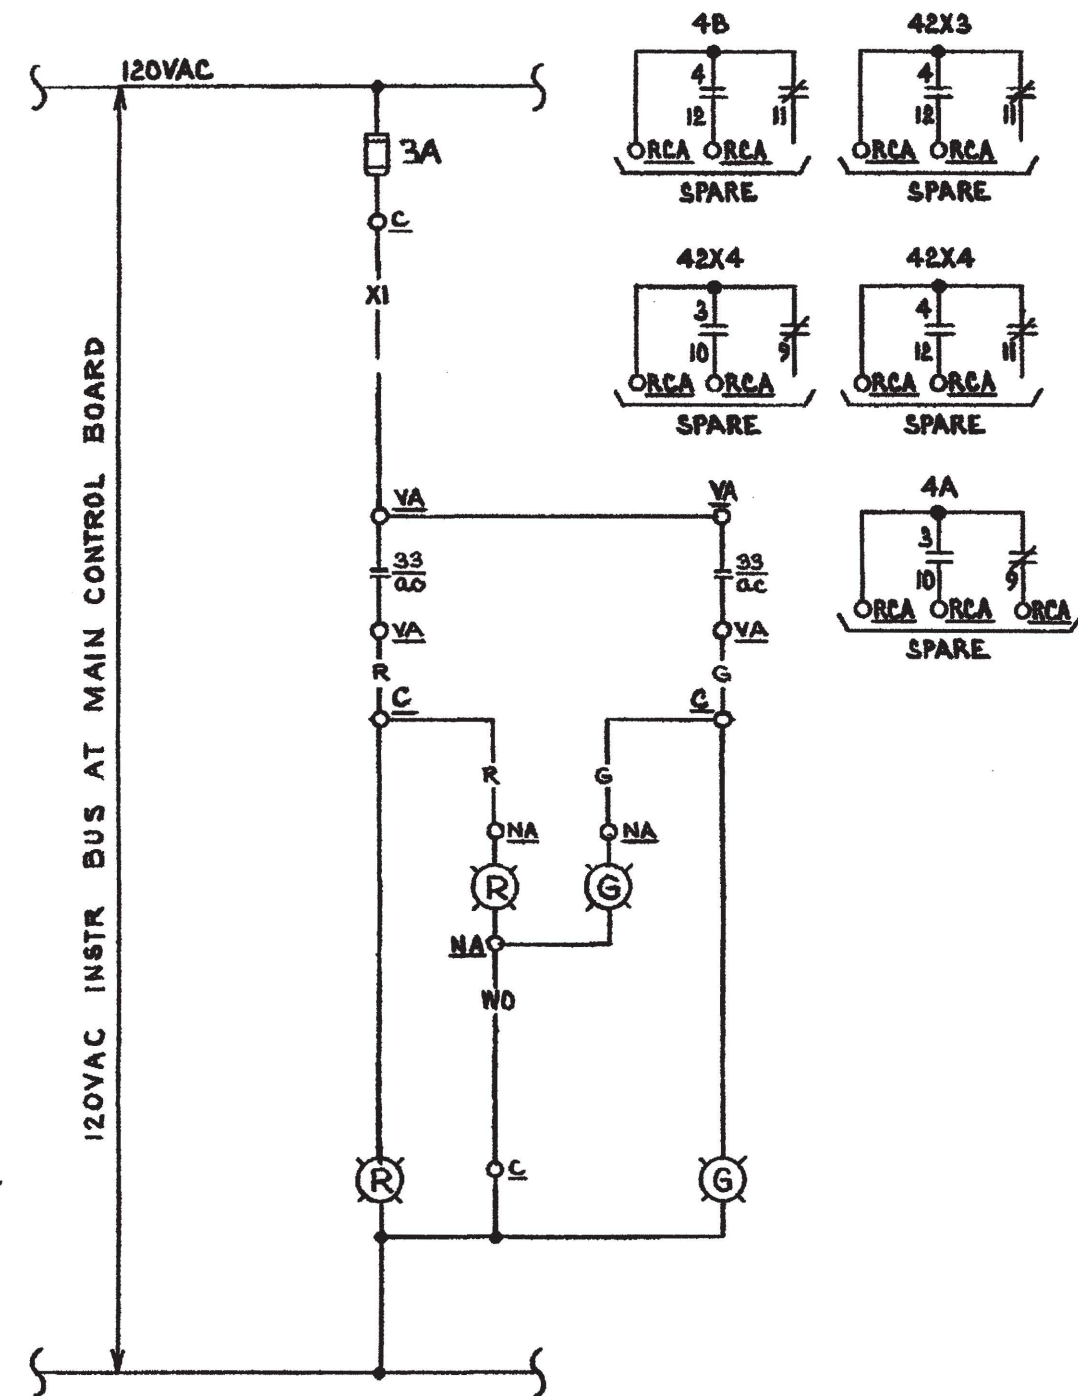 120VAC
3A
C
X1
120VAC INSTR BUS AT MAIN CONTROL BOARD
VA
VA
33
ao
33
ac
VA
VA
R
G
C
C
R
G
NA
NA
R
G
NA
WO
C
R
G
4B
4
12
11
RCA
RCA
SPARE
42X3
4
12
11
RCA
RCA
SPARE
42X4
3
10
9
RCA
RCA
SPARE
42X4
4
12
11
RCA
RCA
SPARE
4A
3
10
9
RCA
RCA
RCA
SPARE